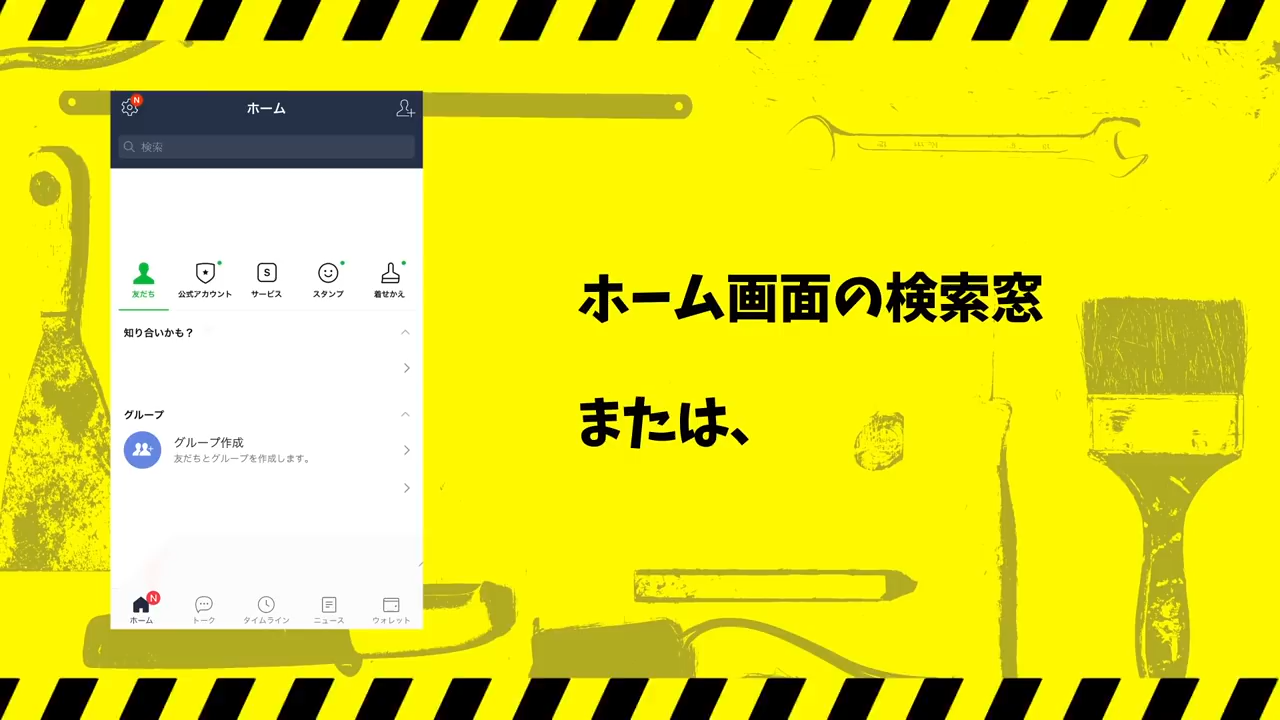 N
ホーム
検索
友だち
公式アカウント
S
サービス
スタンプ
着せかえ
知り合いかも？
グループ
グループ作成
友だちとグループを作成します。
N
ホーム
トーク
タイムライン
ニュース
ウォレット
ホーム画面の検索窓
または、